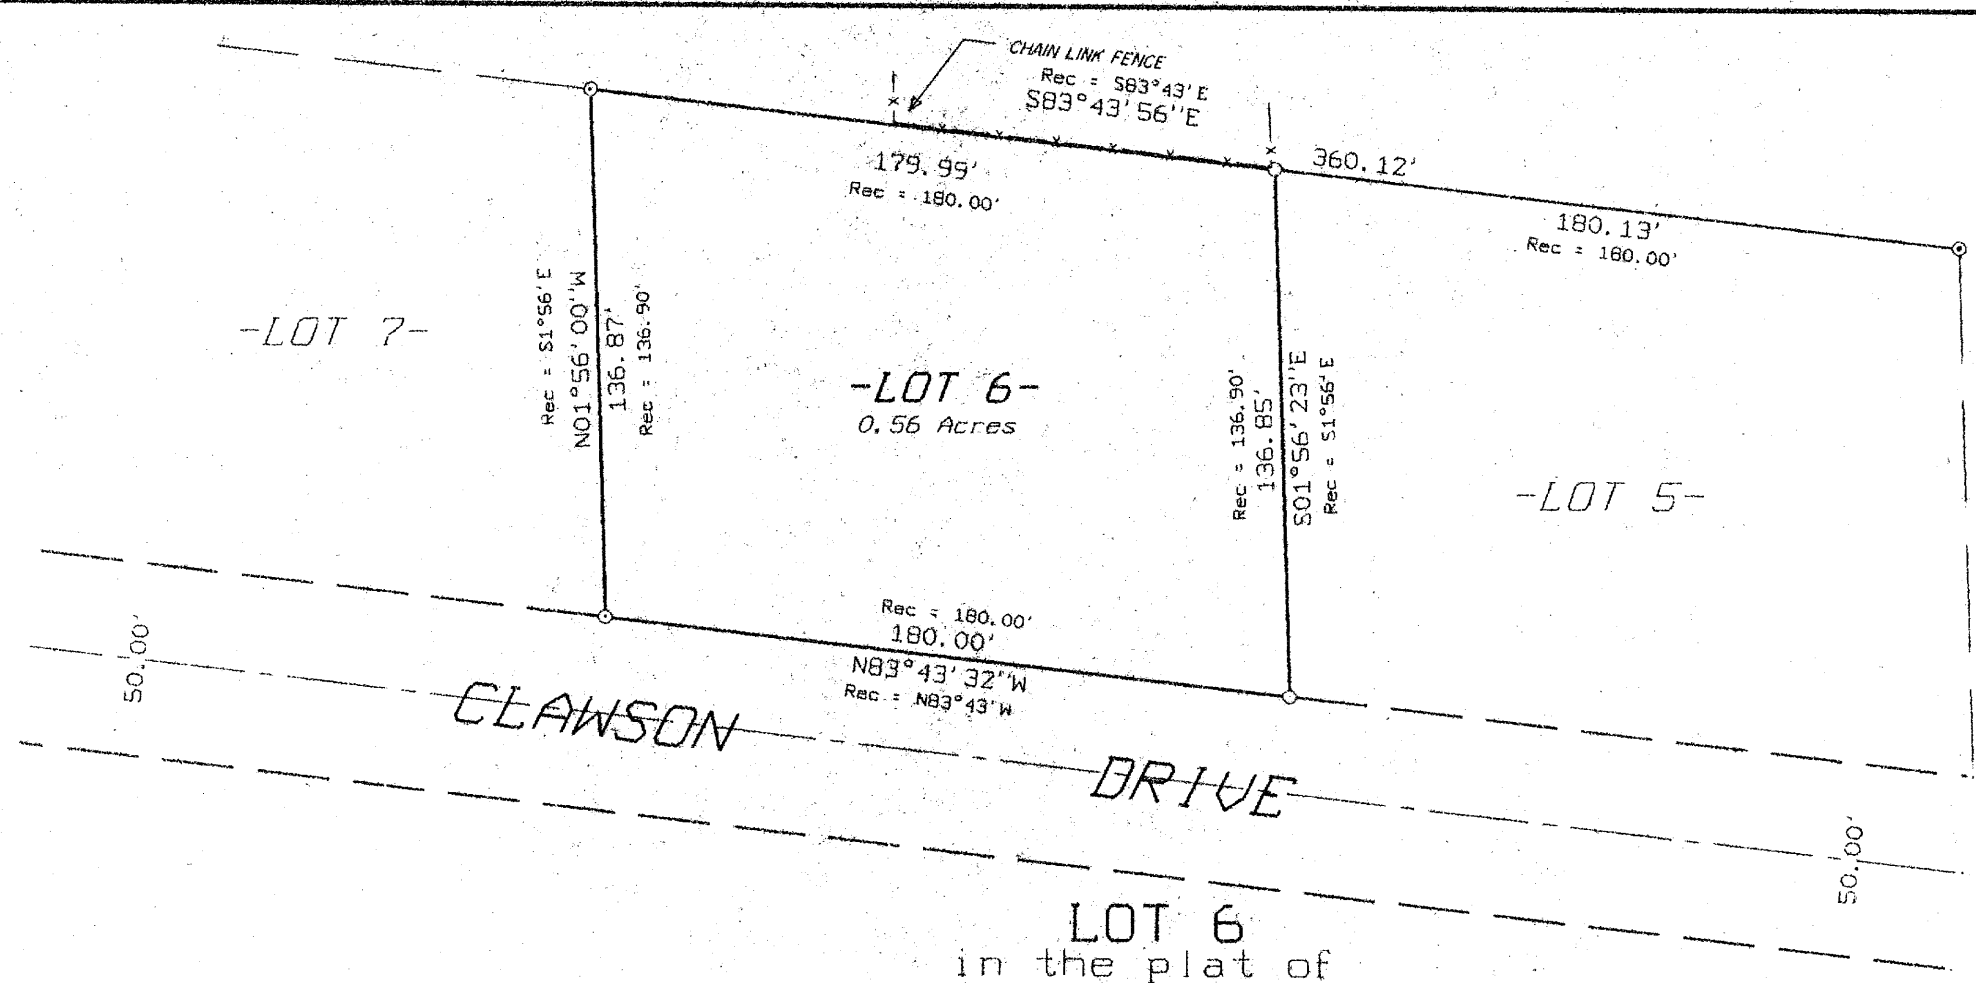 CHAIN LINK FENCE
Rec = S83°43'E
S83°43'56''E
179.99'
Rec = 180.00'
360.12'
180.13'
Rec = 180.00'
-LOT 7-
Rec = S1°56'E
N01°56'00''W
136.87'
Rec = 136.90'
-LOT 6-
0.56 Acres
Rec = 136.90'
136.85'
S01°56'23''E
Rec = S1°56'E
-LOT 5-
Rec = 180.00'
180.00'
N83°43'32''W
Rec = N83°43'W
50.00'
CLAWSON DRIVE
50.00'
LOT 6
in the plat of